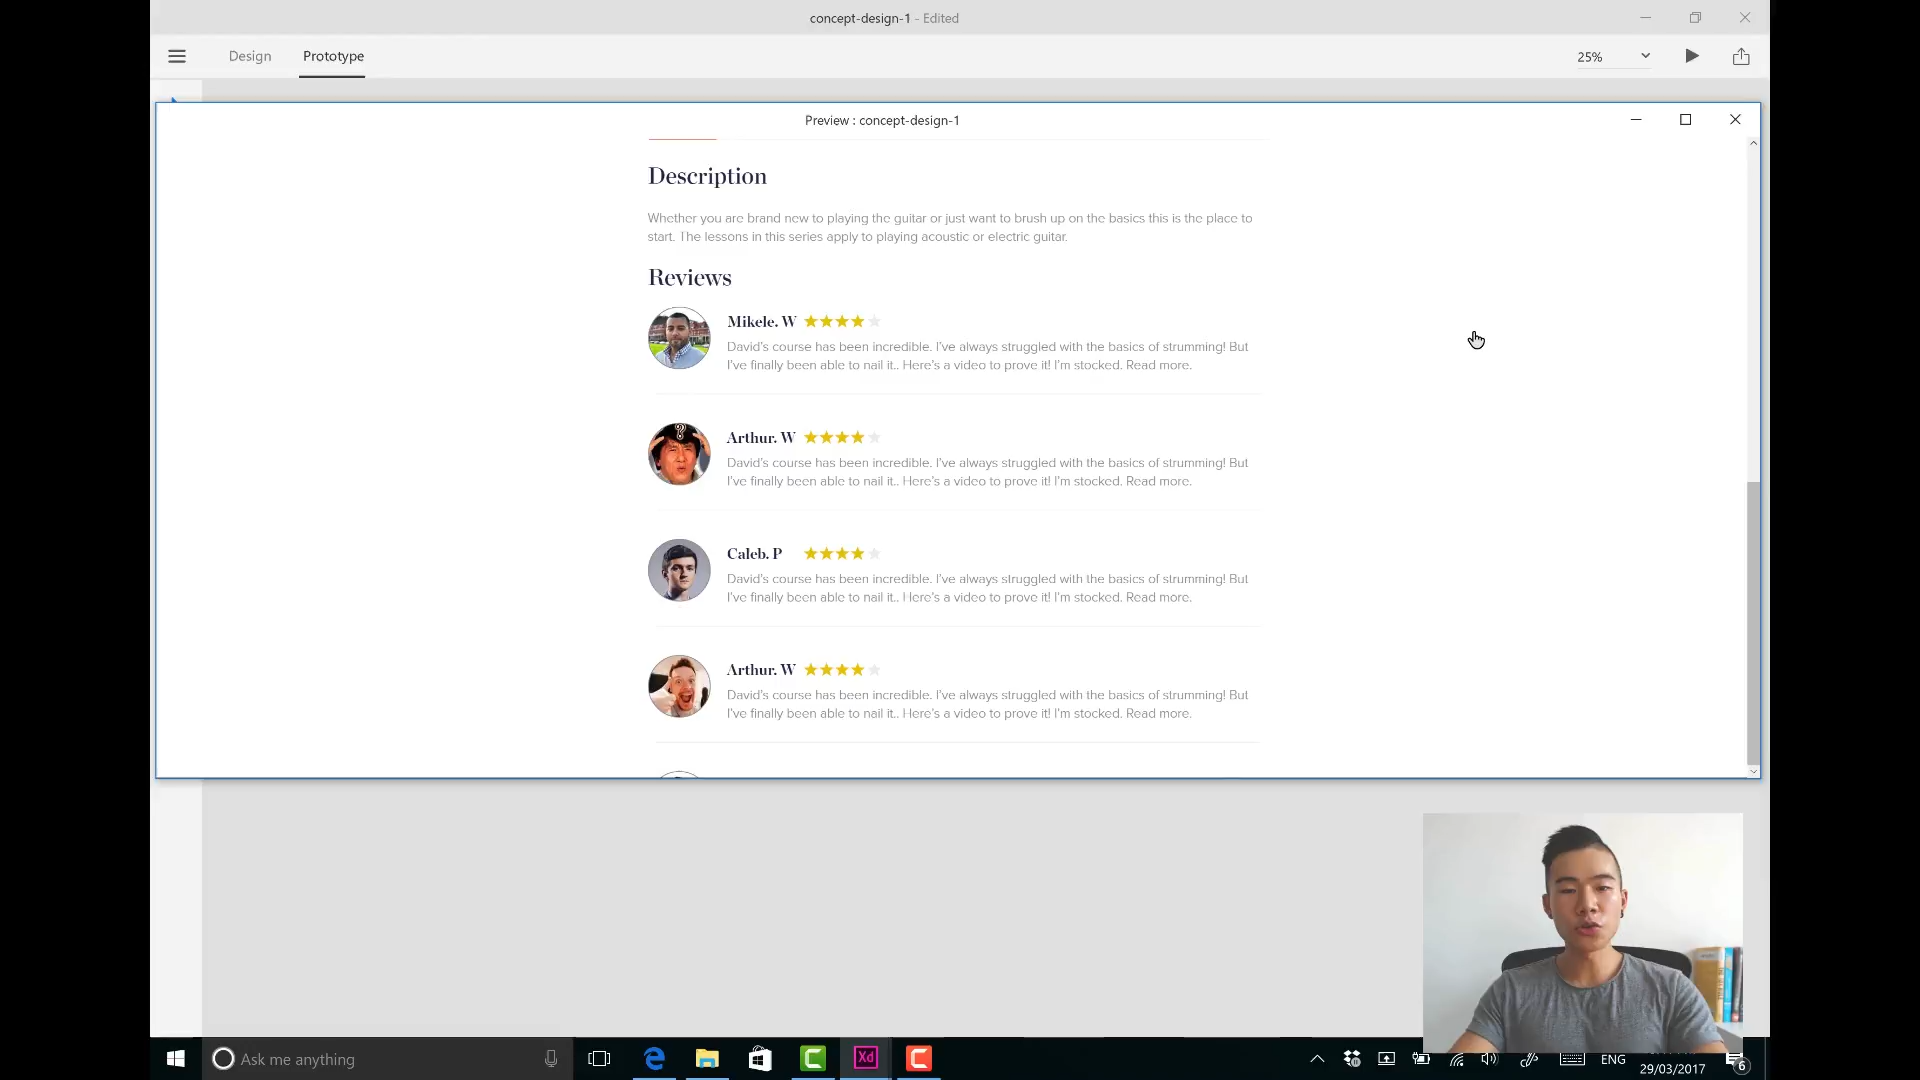 concept-design-1 - Edited
Design
Prototype
25%
Preview : concept-design-1
Description
Whether you are brand new to playing the guitar or just want to brush up on the basics this is the place to
start. The lessons in this series apply to playing acoustic or electric guitar.
Reviews
Mikele. W
David's course has been incredible. I've always struggled with the basics of strumming! But
I've finally been able to nail it.. Here's a video to prove it! I'm stocked. Read more.
Arthur. W
David's course has been incredible. I've always struggled with the basics of strumming! But
I've finally been able to nail it.. Here's a video to prove it! I'm stocked. Read more.
Caleb. P
David's course has been incredible. I've always struggled with the basics of strumming! But
I've finally been able to nail it.. Here's a video to prove it! I'm stocked. Read more.
Arthur. W
David's course has been incredible. I've always struggled with the basics of strumming! But
I've finally been able to nail it.. Here's a video to prove it! I'm stocked. Read more.
Ask me anything
Xd
ENG
29/03/2017
6